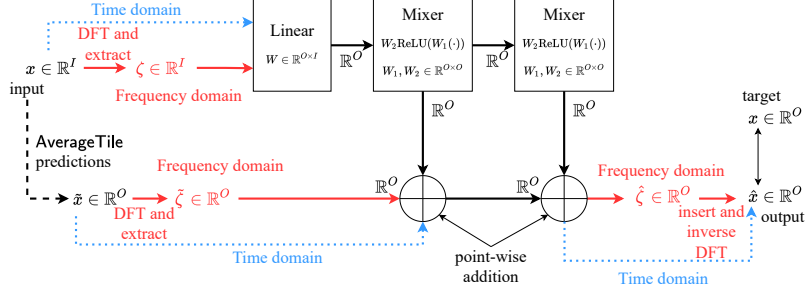 Time domain
DFT and
extract
x ∈ ℝ^I
input
ζ ∈ ℝ^I
Frequency domain
Linear
W ∈ ℝ^{O×I}
ℝ^O
Mixer
W₂ReLU(W₁(·))
W₁, W₂ ∈ ℝ^{O×O}
ℝ^O
Mixer
W₂ReLU(W₁(·))
W₁, W₂ ∈ ℝ^{O×O}
ℝ^O
ℝ^O
target
x ∈ ℝ^O
AverageTile
predictions
Frequency domain
x̃ ∈ ℝ^O
DFT and
extract
ζ̃ ∈ ℝ^O
ℝ^O
ℝ^O
Frequency domain
ζ̂ ∈ ℝ^O
insert and
inverse
DFT
x̂ ∈ ℝ^O
output
Time domain
point-wise
addition
Time domain